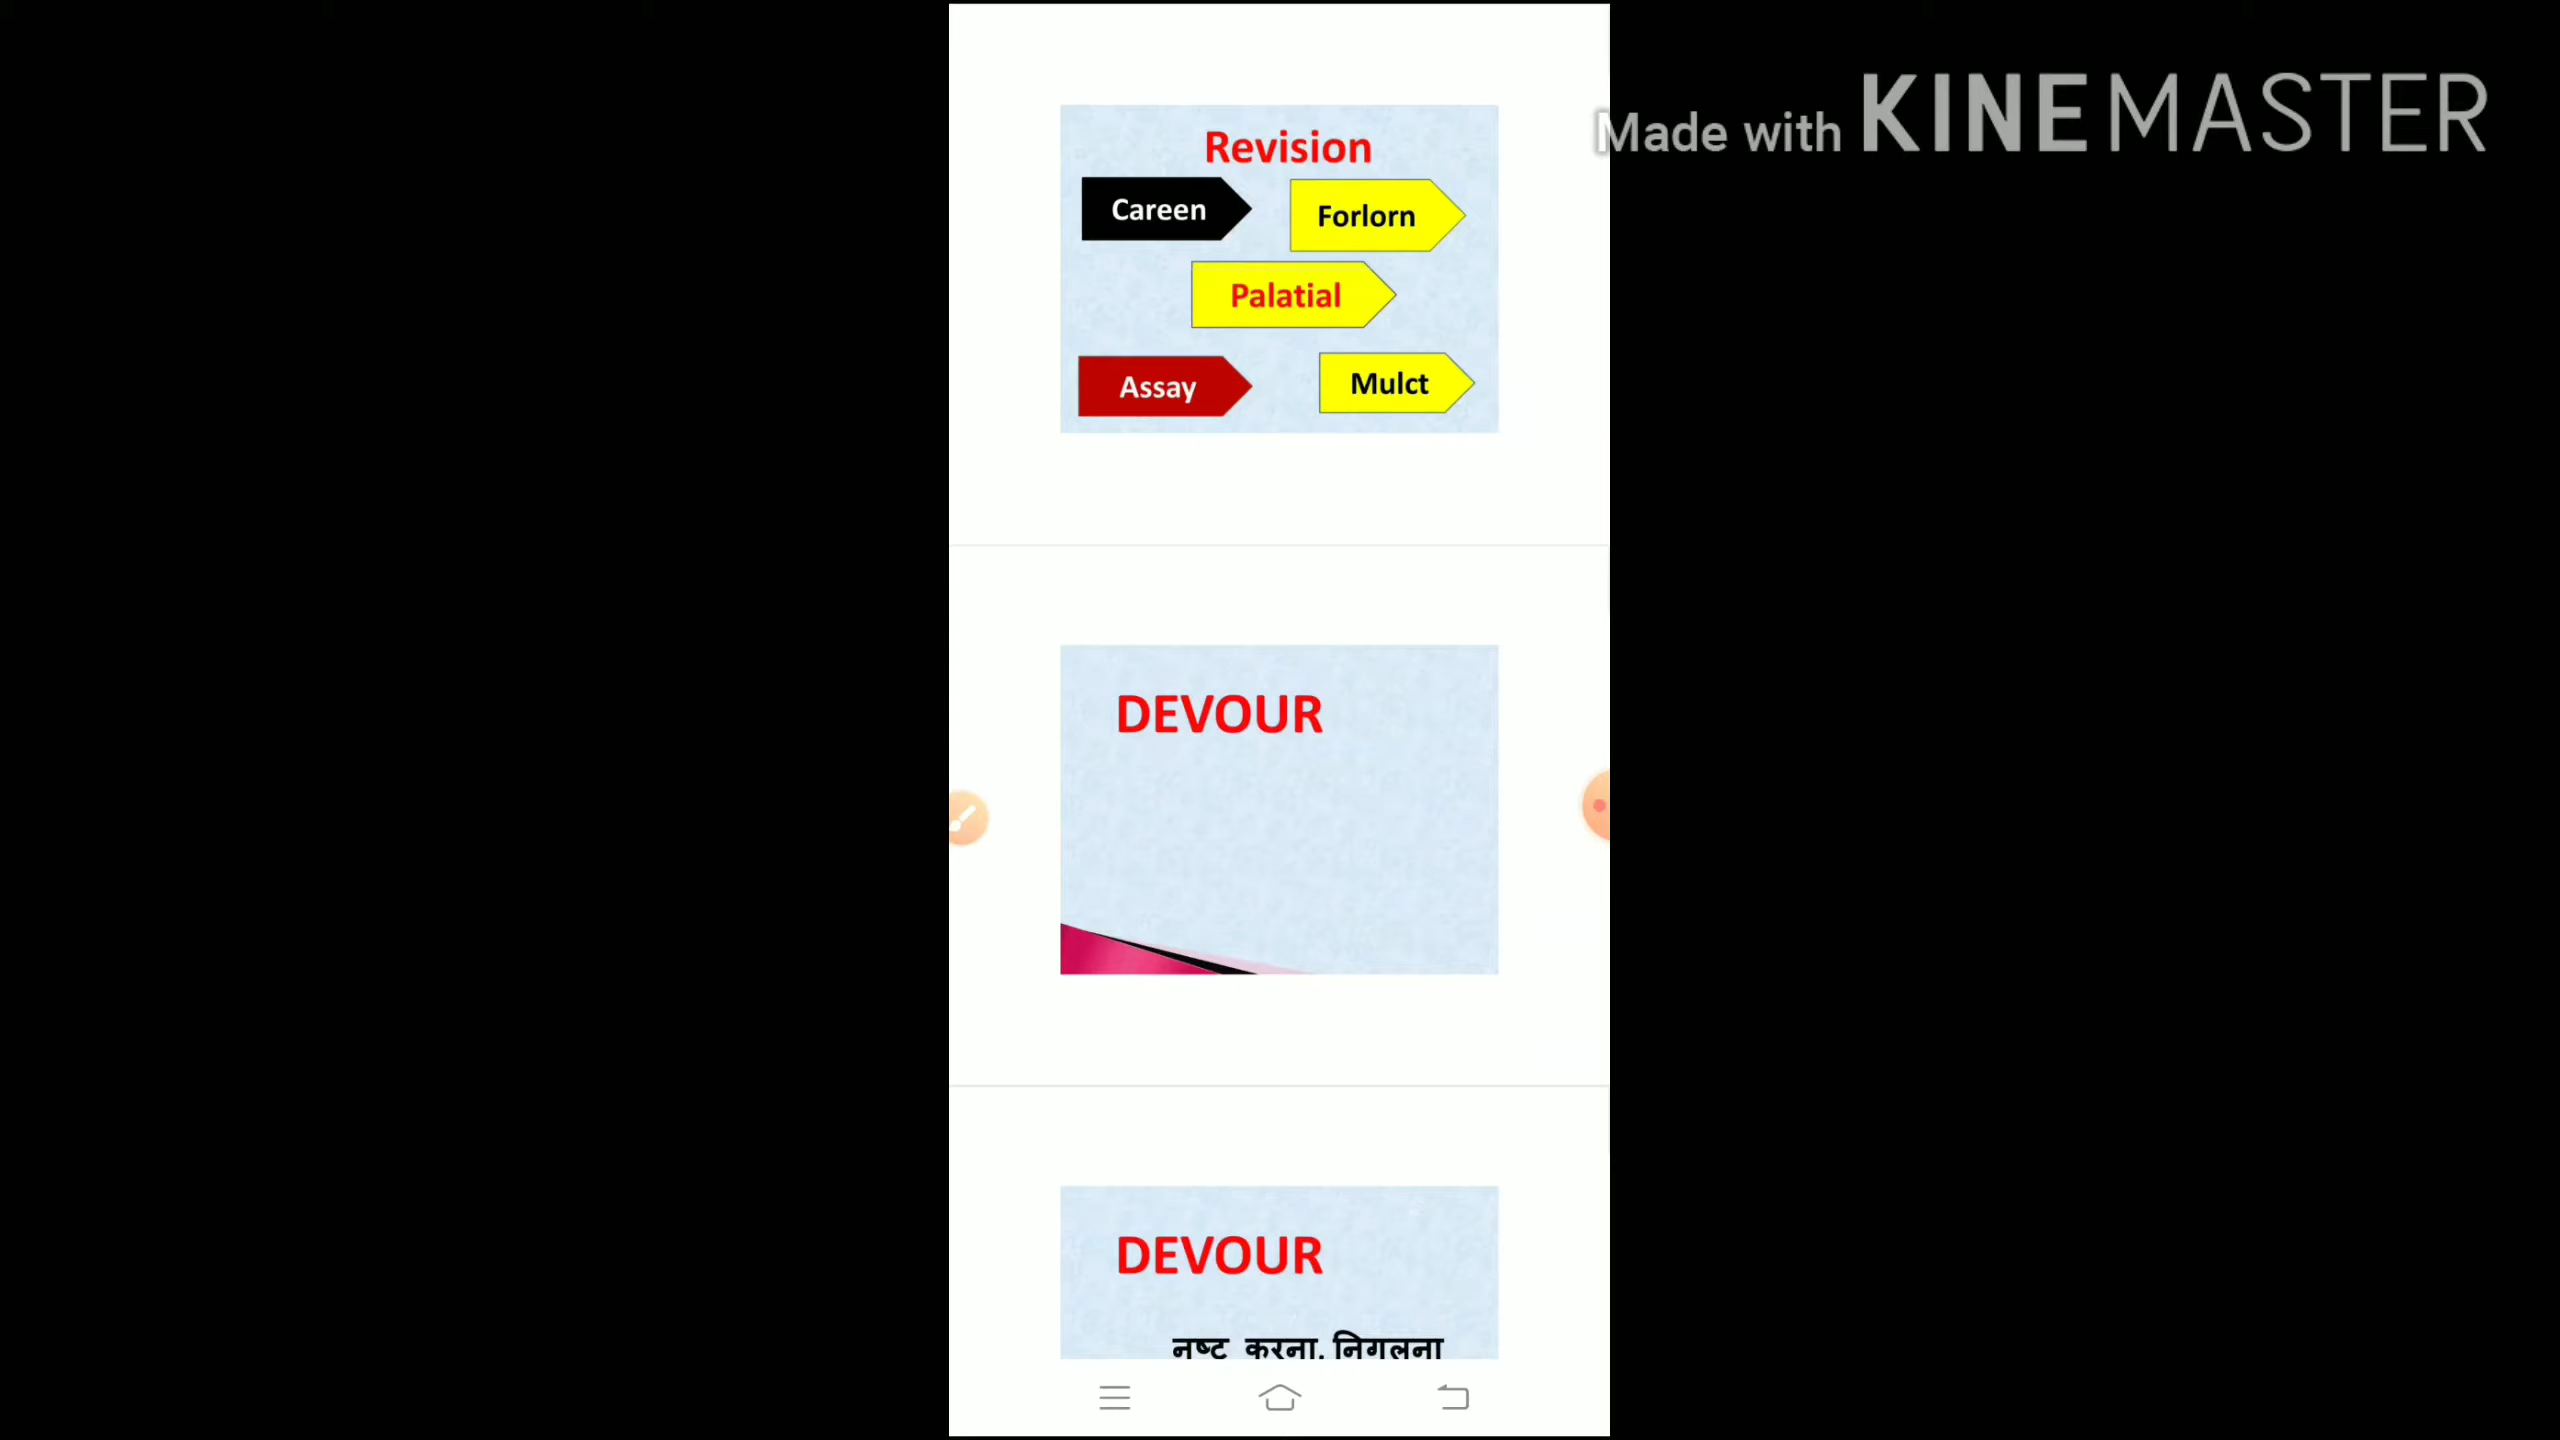 Made with KINEMASTER
Revision
Careen
Forlorn
Palatial
Assay
Mulct
DEVOUR
DEVOUR
नष्ट करना, निगलना